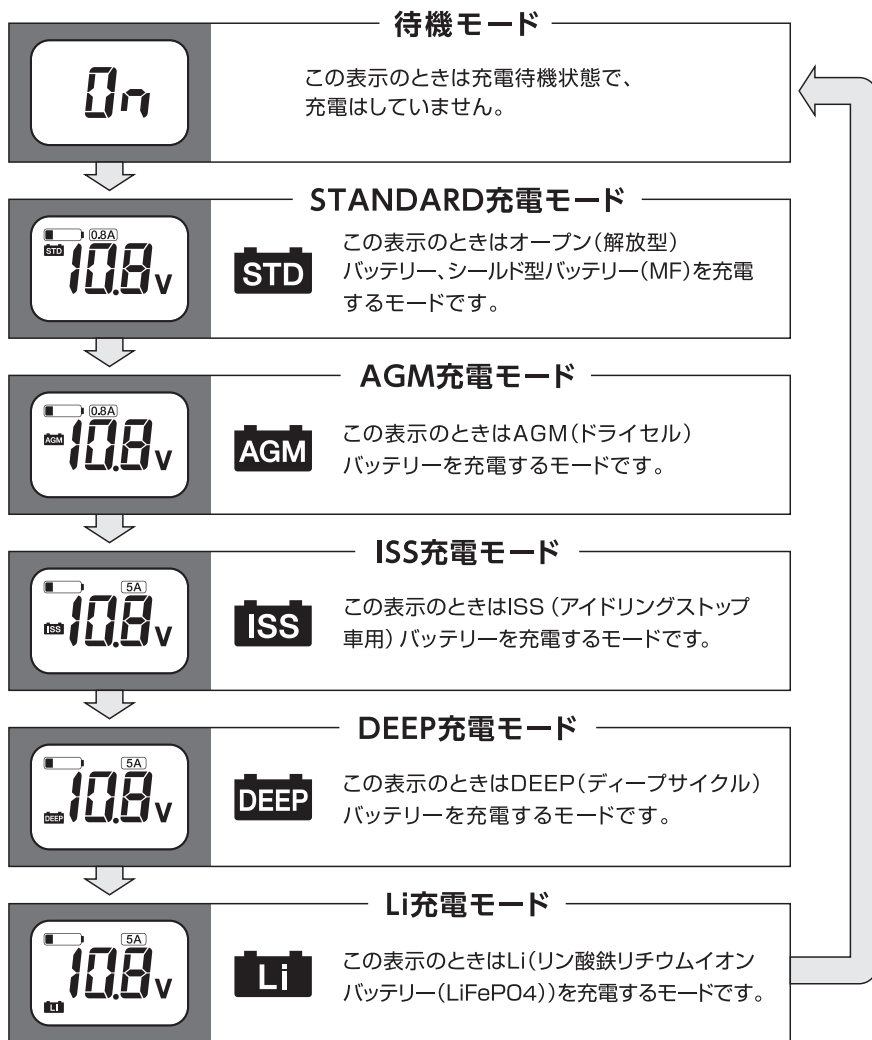 待機モード
On
この表示のときは充電待機状態で、
充電はしていません。
STANDARD充電モード
0.8A
STD
10.8V
STD
この表示のときはオープン（解放型）
バッテリー、シールド型バッテリー（MF）を充電
するモードです。
AGM充電モード
0.8A
AGM
10.8V
AGM
この表示のときはAGM（ドライセル）
バッテリーを充電するモードです。
ISS充電モード
5A
ISS
10.8V
ISS
この表示のときはISS（アイドリングストップ
車用）バッテリーを充電するモードです。
DEEP充電モード
5A
DEEP
10.8V
DEEP
この表示のときはDEEP（ディープサイクル）
バッテリーを充電するモードです。
Li充電モード
5A
10.8V
Li
Li
この表示のときはLi（リン酸鉄リチウムイオン
バッテリー（LiFePO4））を充電するモードです。